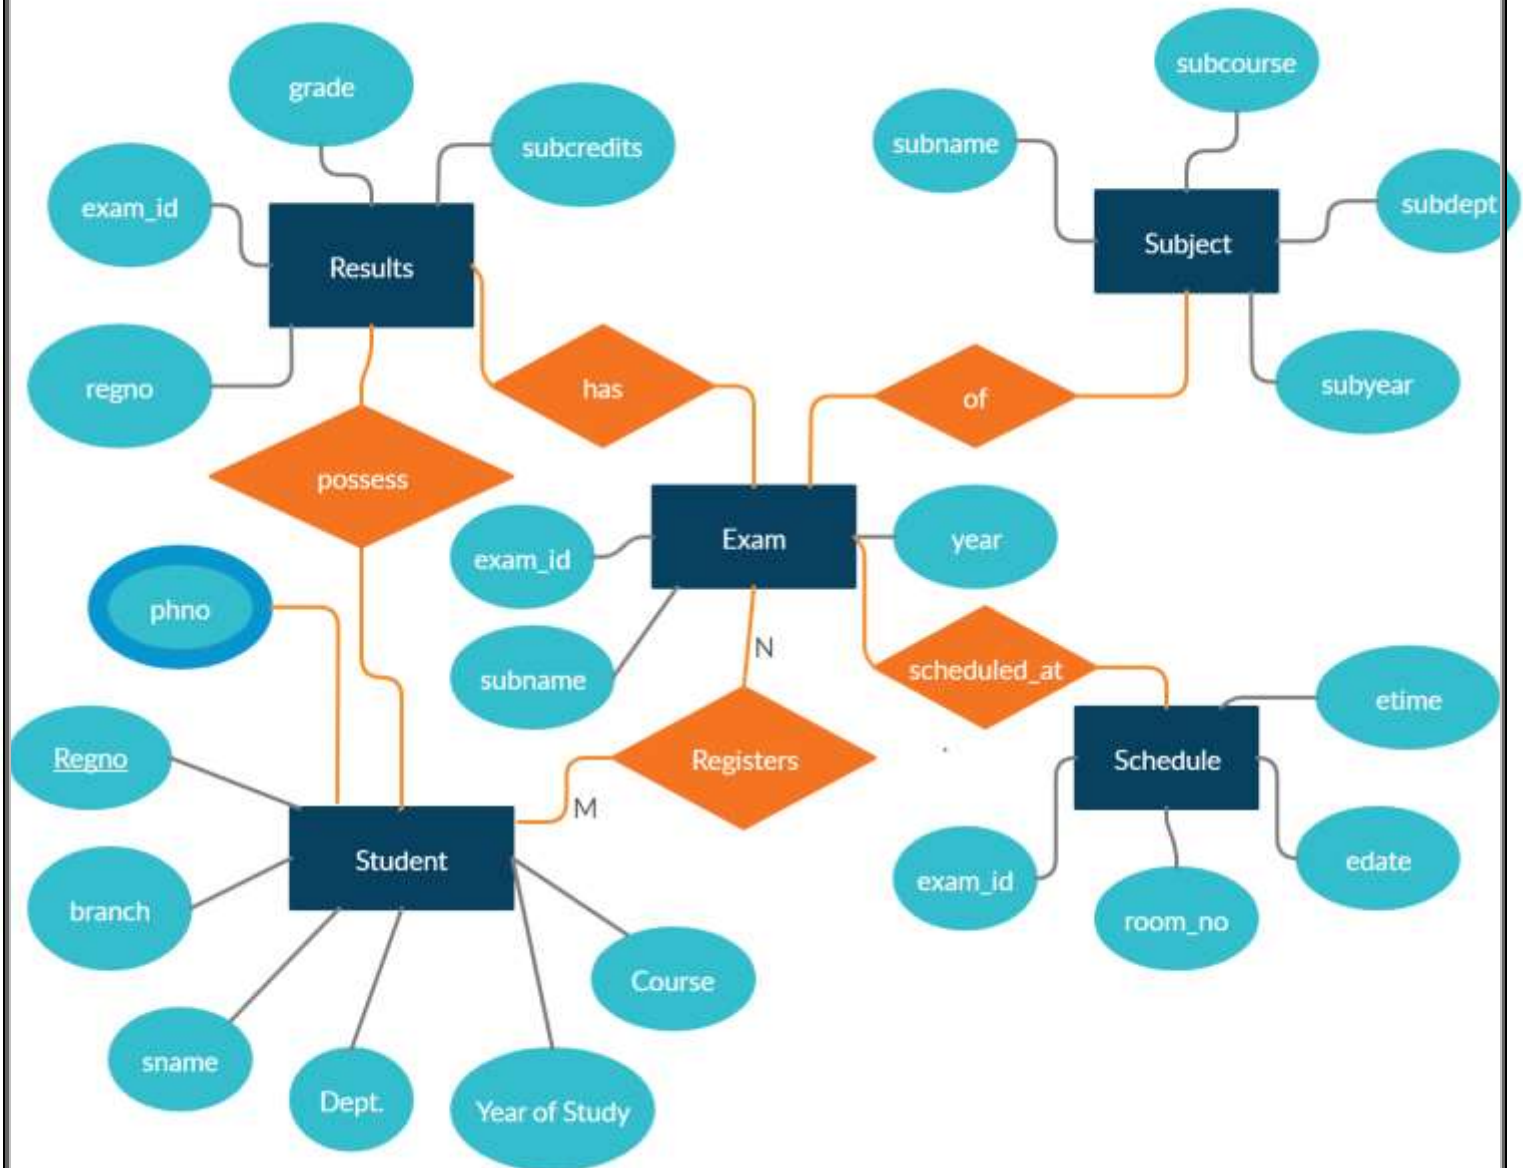 subcourse
grade
subcredits
subname
exam_id
subdept
Subject
Results
has
of
subyear
regno
possess
Exam
year
exam_id
phno
N
scheduled_at
subname
etime
Regno
Registers
Schedule
M
Student
edate
exam_id
branch
room_no
Course
sname
Dept.
Year of Study